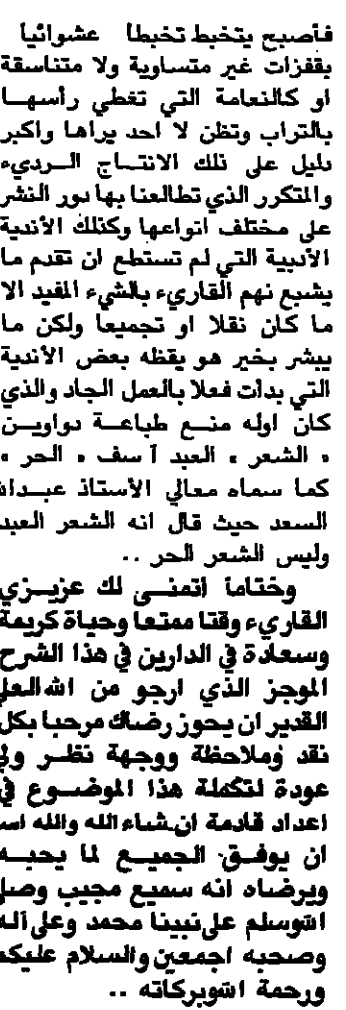 فأصبح يتخبط تخبطا عشوائيا
بقفزات غير متساوية ولا متناسقة
او كالنعامة التي تغطي رأسها
بالتراب وتظن لا احد يراها واكبر
دليل على ذلك الانتاج الرديء
والمتكرر الذي تطالعنا بها دور النشر
على مختلف انواعها وكذلك الأندية
الأدبية التي لم تستطع ان تقدم ما
يشبع نهم القاريء بالشيء المفيد الا
ما كان نقلا او تجميعا ولكن ما
يبشر بخير هو يقظه بعض الأندية
التي بدأت فعلا بالعمل الجاد والذي
كان اوله منع طباعة دواوين
« الشعر » العبد آسف « الحر »
كما سماه معالي الأستاذ عبدالله
السعد حيث قال انه الشعر العبد
وليس الشعر الحر ..
وختاما اتمنى لك عزيزي
القاريء وقتا ممتعا وحياة كريمة
وسعادة في الدارين في هذا الشرح
الموجز الذي ارجو من الله العلي
القدير ان يحوز رضاك مرحبا بكل
نقد وملاحظة ووجهة نظر ولي
عودة لتكملة هذا الموضوع في
اعداد قادمة ان شاء الله والله اسـ
ان يوفق الجميع لما يحبه
ويرضاه انه سميع مجيب وصلى
الله وسلم على نبينا محمد وعلى آله
وصحبه اجمعين والسلام عليكم
ورحمة الله وبركاته ..